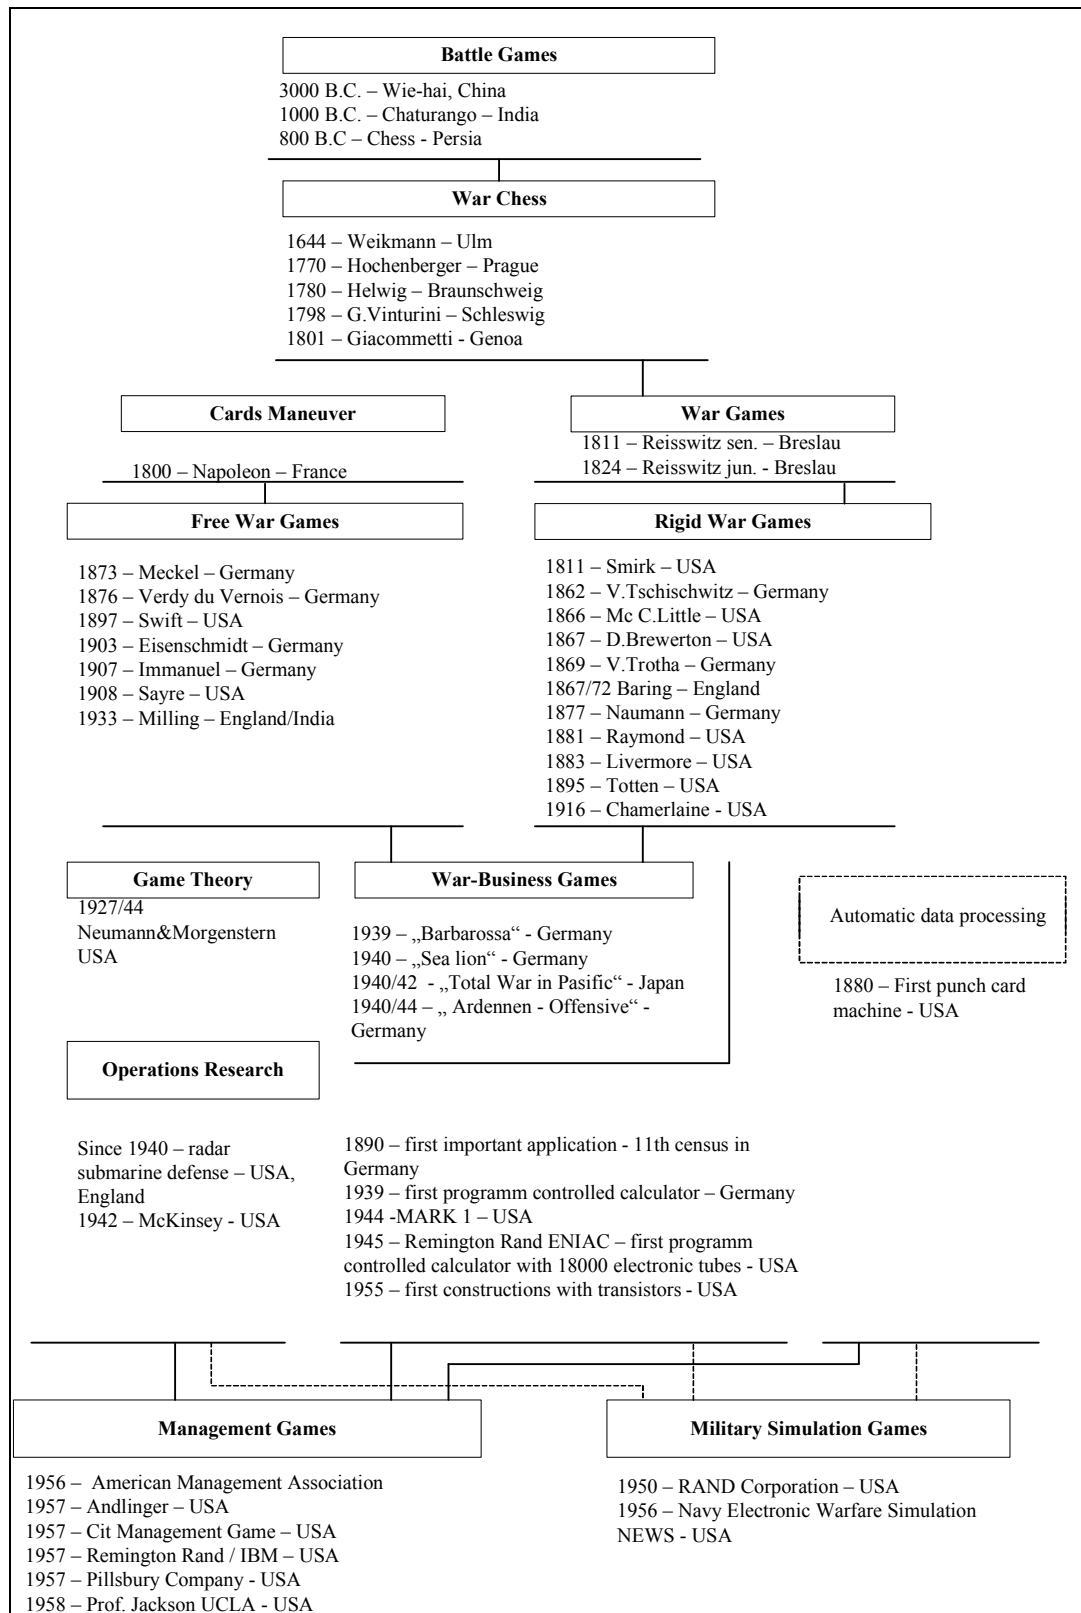 Battle Games
3000 B.C. – Wie-hai, China
1000 B.C. – Chaturango – India
800 B.C – Chess - Persia
War Chess
1644 – Weikmann – Ulm
1770 – Hochenberger – Prague
1780 – Helwig – Braunschweig
1798 – G.Vinturini – Schleswig
1801 – Giacommetti - Genoa
Cards Maneuver
1800 – Napoleon – France
War Games
1811 – Reisswitz sen. – Breslau
1824 – Reisswitz jun. - Breslau
Free War Games
1873 – Meckel – Germany
1876 – Verdy du Vernois – Germany
1897 – Swift – USA
1903 – Eisenschmidt – Germany
1907 – Immanuel – Germany
1908 – Sayre – USA
1933 – Milling – England/India
Rigid War Games
1811 – Smirk – USA
1862 – V.Tschischwitz – Germany
1866 – Mc C.Little – USA
1867 – D.Brewerton – USA
1869 – V.Trotha – Germany
1867/72 Baring – England
1877 – Naumann – Germany
1881 – Raymond – USA
1883 – Livermore – USA
1895 – Totten – USA
1916 – Chamerlaine - USA
Game Theory
1927/44
Neumann&Morgenstern
USA
War-Business Games
1939 – „Barbarossa“ - Germany
1940 – „Sea lion“ - Germany
1940/42 - „Total War in Pasific“ - Japan
1940/44 – „ Ardennen - Offensive“ -
Germany
Automatic data processing
1880 – First punch card
machine - USA
Operations Research
Since 1940 – radar
submarine defense – USA,
England
1942 – McKinsey - USA
1890 – first important application - 11th census in
Germany
1939 – first programm controlled calculator – Germany
1944 -MARK 1 – USA
1945 – Remington Rand ENIAC – first programm
controlled calculator with 18000 electronic tubes - USA
1955 – first constructions with transistors - USA
Management Games
1956 – American Management Association
1957 – Andlinger – USA
1957 – Cit Management Game – USA
1957 – Remington Rand / IBM – USA
1957 – Pillsbury Company - USA
1958 – Prof. Jackson UCLA - USA
Military Simulation Games
1950 – RAND Corporation – USA
1956 – Navy Electronic Warfare Simulation
NEWS - USA